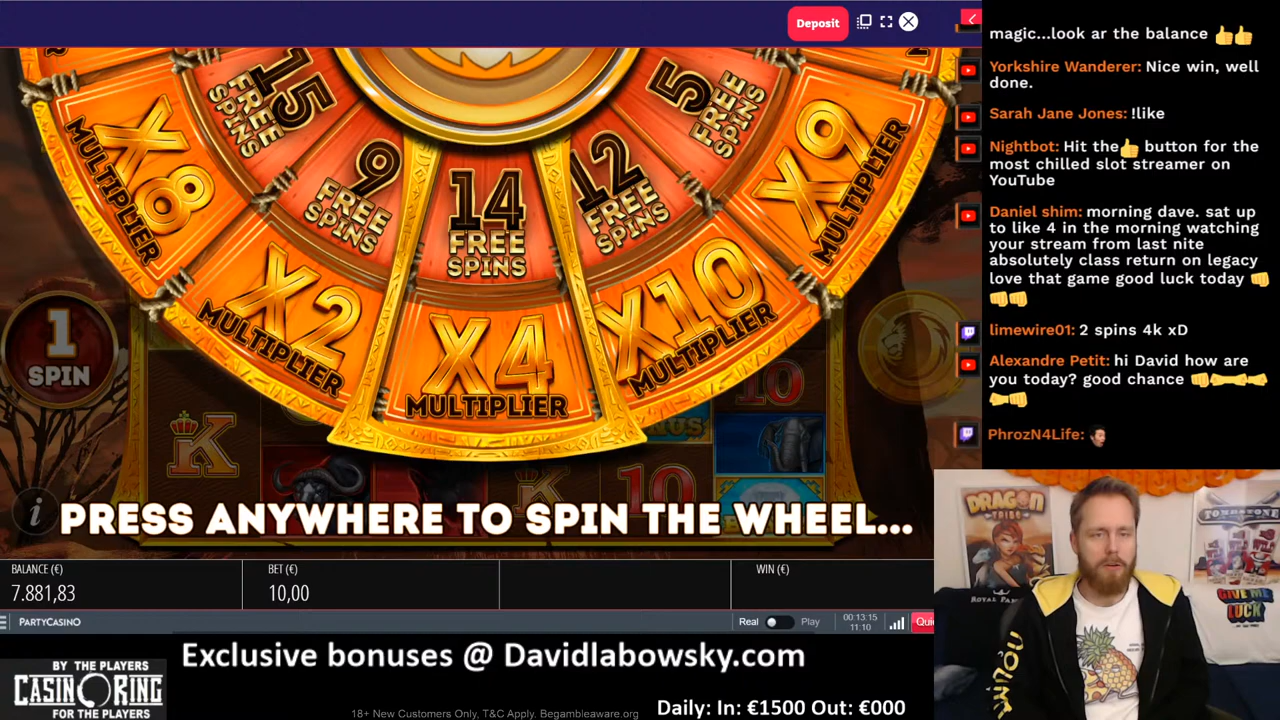 Deposit
magic...look ar the balance 👍👍
Yorkshire Wanderer: Nice win, well
done.
Sarah Jane Jones: !like
Nightbot: Hit the👍 button for the
most chilled slot streamer on
YouTube
Daniel shim: morning dave. sat up
to like 4 in the morning watching
your stream from last nite
absolutely class return on legacy
love that game good luck today 👊
👊👊
limewire01: 2 spins 4k xD
Alexandre Petit: hi David how are
you today? good chance
PhrozN4Life:
15
FREE
SPINS
9
FREE
SPINS
14
FREE
SPINS
12
FREE
SPINS
5
FREE
SPINS
X8
MULTIPLIER
X2
MULTIPLIER
X4
MULTIPLIER
X10
MULTIPLIER
X9
MULTIPLIER
1
SPIN
K
10
K
10
i
PRESS ANYWHERE TO SPIN THE WHEEL...
BALANCE (€)
7.881,83
BET (€)
10,00
WIN (€)
PARTYCASINO
Real
Play
00:13:15
11:10
Exclusive bonuses @ Davidlabowsky.com
BY THE PLAYERS
CASINORING
FOR THE PLAYERS
18+ New Customers Only, T&C Apply. Begambleaware.org
Daily: In: €1500 Out: €000
DRAGON
TRIBE
TOMBSTONE
GIVE ME
LUCK